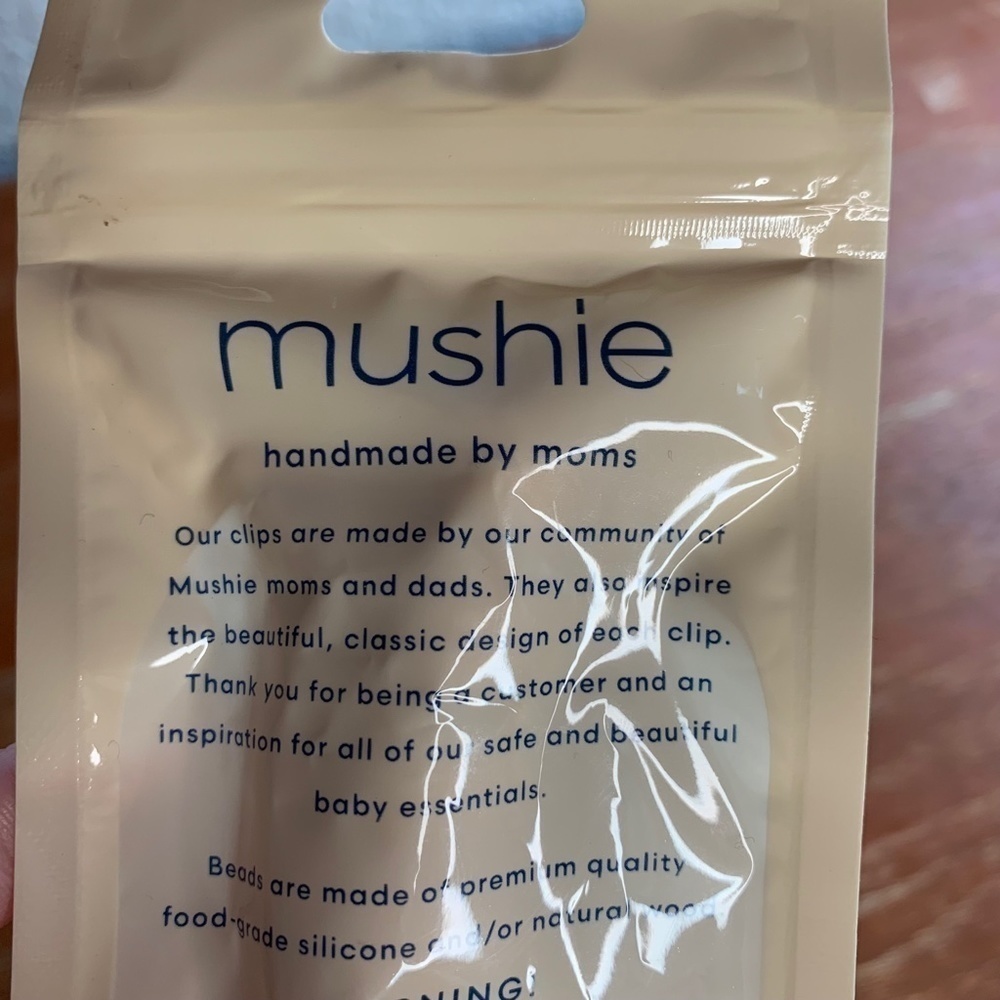 mushie
handmade by moms
Our clips are made by our community of
Mushie moms and dads. They also inspire
the beautiful, classic design of each clip.
Thank you for being a customer and an
inspiration for all of our safe and beautiful
baby essentials.
Beads are made of premium quality
food-grade silicone and/or natural wood